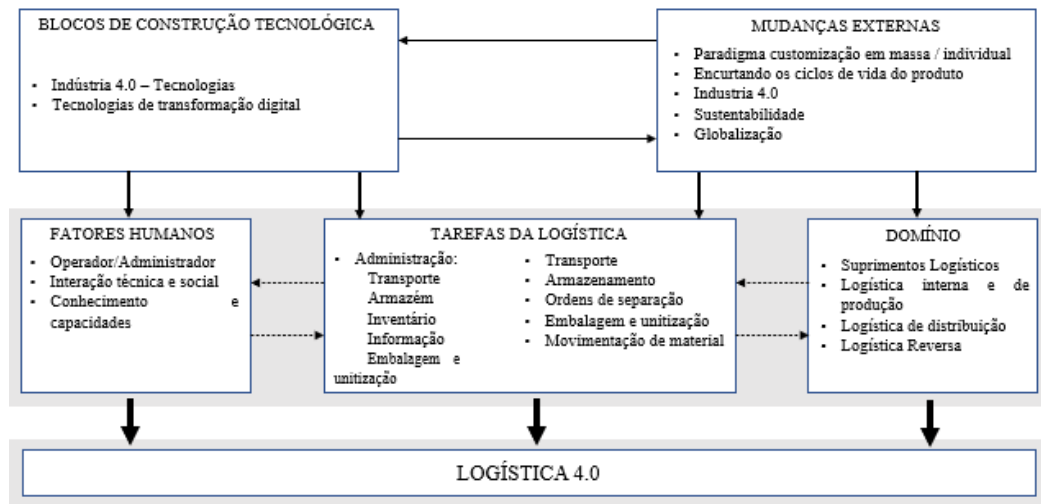 BLOCOS DE CONSTRUÇÃO TECNOLÓGICA
▪ Indústria 4.0 – Tecnologias
▪ Tecnologias de transformação digital
MUDANÇAS EXTERNAS
▪ Paradigma customização em massa / individual
▪ Encurtando os ciclos de vida do produto
▪ Industria 4.0
▪ Sustentabilidade
▪ Globalização
FATORES HUMANOS
▪ Operador/Administrador
▪ Interação técnica e social
▪ Conhecimento e
capacidades
TAREFAS DA LOGÍSTICA
▪ Administração:
Transporte
Armazém
Inventário
Informação
Embalagem e
unitização
▪ Transporte
▪ Armazenamento
▪ Ordens de separação
▪ Embalagem e unitização
▪ Movimentação de material
DOMÍNIO
▪ Suprimentos Logísticos
▪ Logística interna e de
produção
▪ Logística de distribuição
▪ Logística Reversa
LOGÍSTICA 4.0